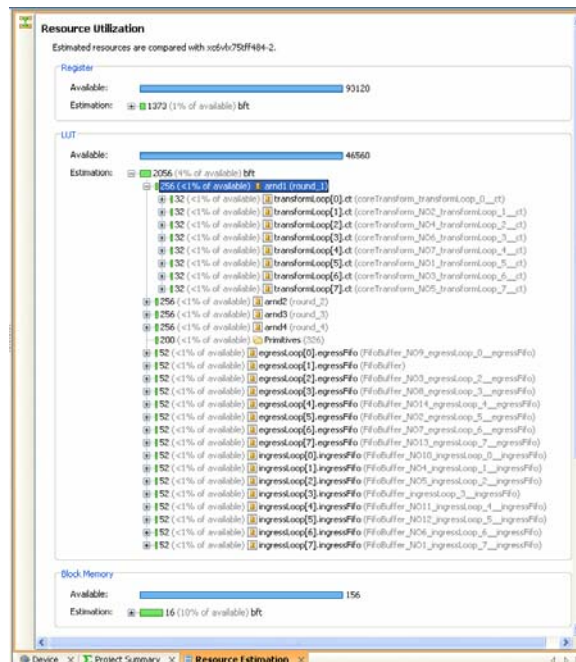 Resource Utilization
Estimated resources are compared with xc6vlx75tff484-2.
Register
Available: 93120
Estimation: 1373 (1% of available) bft
LUT
Available: 46560
Estimation: 2056 (4% of available) bft
256 (<1% of available) arnd1 (round_1)
32 (<1% of available) transformLoop[0].ct (coreTransform_transformLoop_0__ct)
32 (<1% of available) transformLoop[1].ct (coreTransform_NO2_transformLoop_1__ct)
32 (<1% of available) transformLoop[2].ct (coreTransform_NO4_transformLoop_2__ct)
32 (<1% of available) transformLoop[3].ct (coreTransform_NO6_transformLoop_3__ct)
32 (<1% of available) transformLoop[4].ct (coreTransform_NO7_transformLoop_4__ct)
32 (<1% of available) transformLoop[5].ct (coreTransform_NO1_transformLoop_5__ct)
32 (<1% of available) transformLoop[6].ct (coreTransform_NO3_transformLoop_6__ct)
32 (<1% of available) transformLoop[7].ct (coreTransform_NO5_transformLoop_7__ct)
256 (<1% of available) arnd2 (round_2)
256 (<1% of available) arnd3 (round_3)
256 (<1% of available) arnd4 (round_4)
200 (<1% of available) Primitives (326)
52 (<1% of available) egressLoop[0].egressFifo (FifoBuffer_NO9_egressLoop_0__egressFifo)
52 (<1% of available) egressLoop[1].egressFifo (FifoBuffer)
52 (<1% of available) egressLoop[2].egressFifo (FifoBuffer_NO3_egressLoop_2__egressFifo)
52 (<1% of available) egressLoop[3].egressFifo (FifoBuffer_NO8_egressLoop_3__egressFifo)
52 (<1% of available) egressLoop[4].egressFifo (FifoBuffer_NO14_egressLoop_4__egressFifo)
52 (<1% of available) egressLoop[5].egressFifo (FifoBuffer_NO2_egressLoop_5__egressFifo)
52 (<1% of available) egressLoop[6].egressFifo (FifoBuffer_NO7_egressLoop_6__egressFifo)
52 (<1% of available) egressLoop[7].egressFifo (FifoBuffer_NO13_egressLoop_7__egressFifo)
52 (<1% of available) ingressLoop[0].ingressFifo (FifoBuffer_NO10_ingressLoop_0__ingressFifo)
52 (<1% of available) ingressLoop[1].ingressFifo (FifoBuffer_NO4_ingressLoop_1__ingressFifo)
52 (<1% of available) ingressLoop[2].ingressFifo (FifoBuffer_NO5_ingressLoop_2__ingressFifo)
52 (<1% of available) ingressLoop[3].ingressFifo (FifoBuffer_ingressLoop_3__ingressFifo)
52 (<1% of available) ingressLoop[4].ingressFifo (FifoBuffer_NO11_ingressLoop_4__ingressFifo)
52 (<1% of available) ingressLoop[5].ingressFifo (FifoBuffer_NO12_ingressLoop_5__ingressFifo)
52 (<1% of available) ingressLoop[6].ingressFifo (FifoBuffer_NO6_ingressLoop_6__ingressFifo)
52 (<1% of available) ingressLoop[7].ingressFifo (FifoBuffer_NO1_ingressLoop_7__ingressFifo)
Block Memory
Available: 156
Estimation: 16 (10% of available) bft
Device Project Summary Resource Estimation